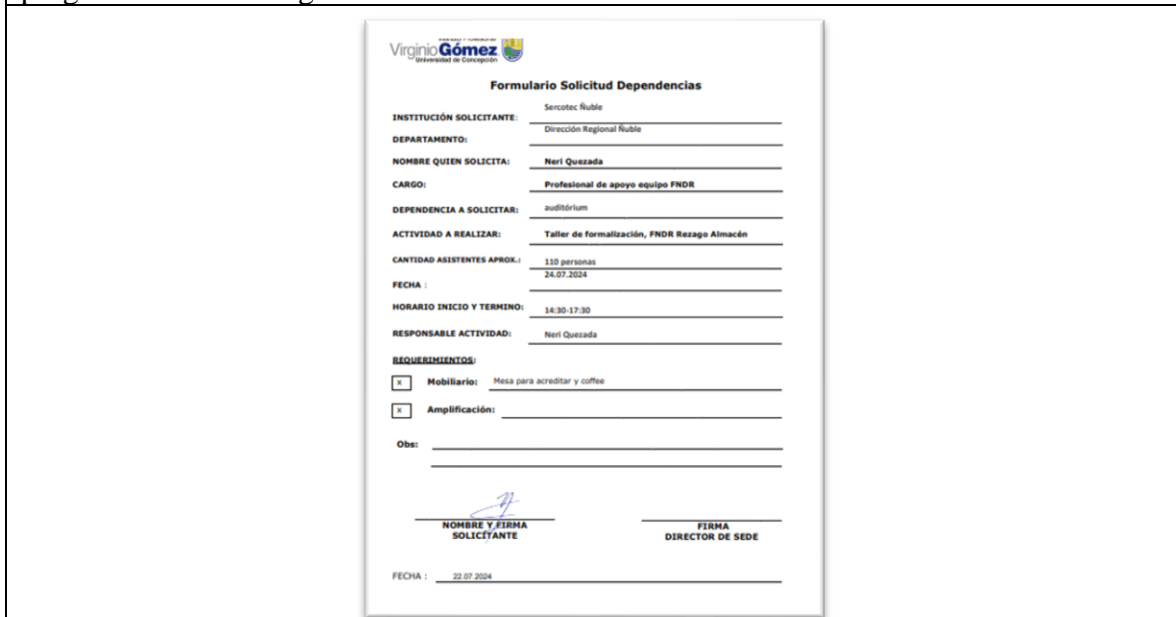 Virginio Gómez
Universidad de Concepción
Formulario Solicitud Dependencias
INSTITUCIÓN SOLICITANTE: Sercotec Ñuble
DEPARTAMENTO: Dirección Regional Ñuble
NOMBRE QUIEN SOLICITA: Neri Quezada
CARGO: Profesional de apoyo equipo FNDR
DEPENDENCIA A SOLICITAR: auditórium
ACTIVIDAD A REALIZAR: Taller de formalización, FNDR Rezago Almacén
CANTIDAD ASISTENTES APROX.: 110 personas
FECHA : 24.07.2024
HORARIO INICIO Y TERMINO: 14:30-17:30
RESPONSABLE ACTIVIDAD: Neri Quezada
REQUERIMIENTOS:
x Mobiliario: Mesa para acreditar y coffee
x Amplificación:
Obs:
NOMBRE Y FIRMA
SOLICITANTE
FIRMA
DIRECTOR DE SEDE
FECHA : 22.07.2024